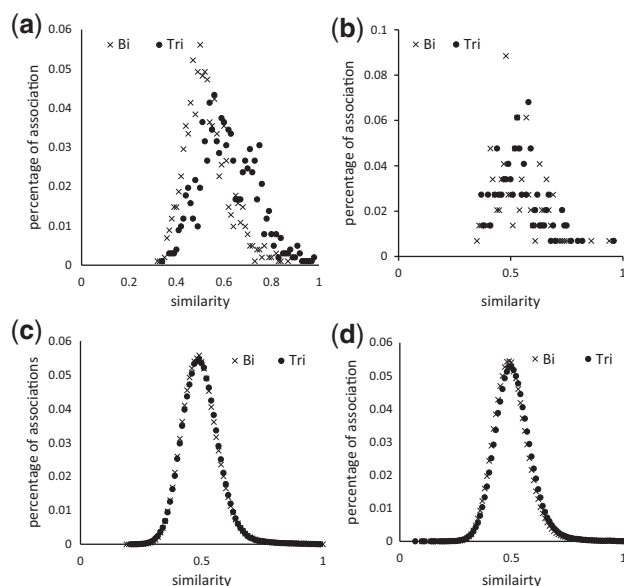 (a)
× Bi ● Tri
percentage of association
0.06
0.05
0.04
0.03
0.02
0.01
0
0 0.2 0.4 0.6 0.8 1
similarity
(b)
× Bi ● Tri
percentage of association
0.1
0.08
0.06
0.04
0.02
0
0 0.5 1
similarity
(c)
× Bi ● Tri
percentage of associations
0.06
0.05
0.04
0.03
0.02
0.01
0
0 0.5 1
similarity
(d)
× Bi ● Tri
percentage of associations
0.06
0.05
0.04
0.03
0.02
0.01
0
0 0.5 1
simialrity